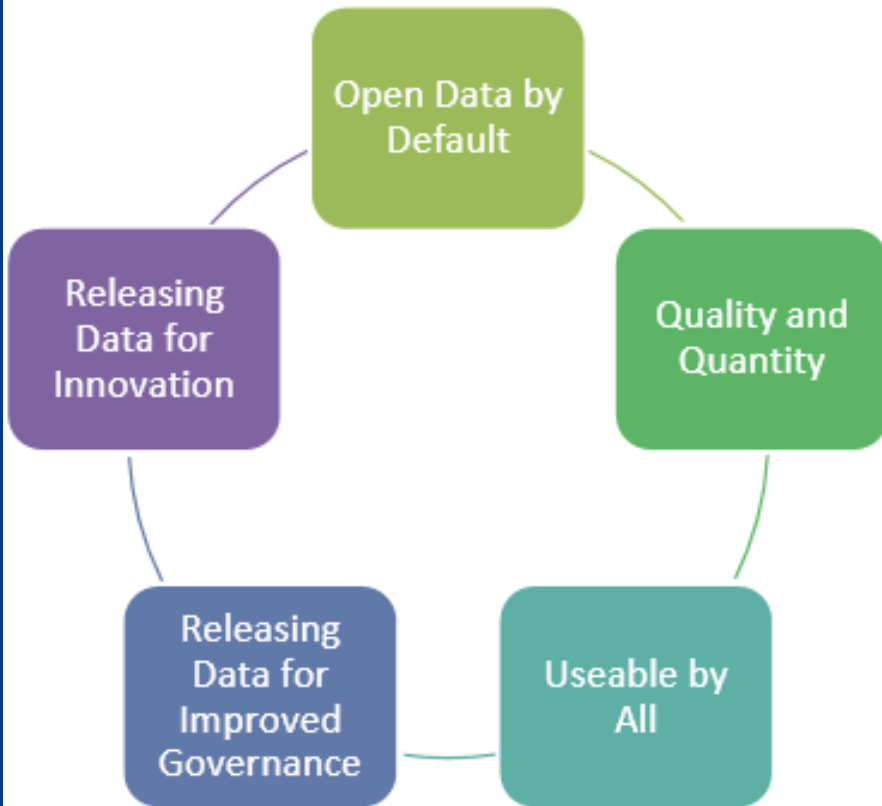 Open Data by
Default
Quality and
Quantity
Useable by
All
Releasing
Data for
Improved
Governance
Releasing
Data for
Innovation